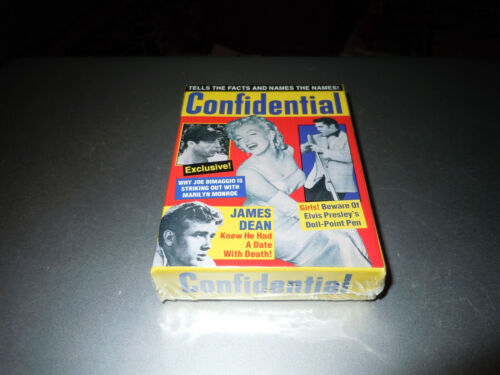 TELLS THE FACTS AND NAMES THE NAMES!
Confidential
Exclusive!
WHY JOE DIMAGGIO IS
STRIKING OUT WITH
MARILYN MONROE
Girls! Beware Of
Elvis Presley's
Doll-Point Pen
JAMES
DEAN
Knew He Had
A Date
With Death!
Confidential